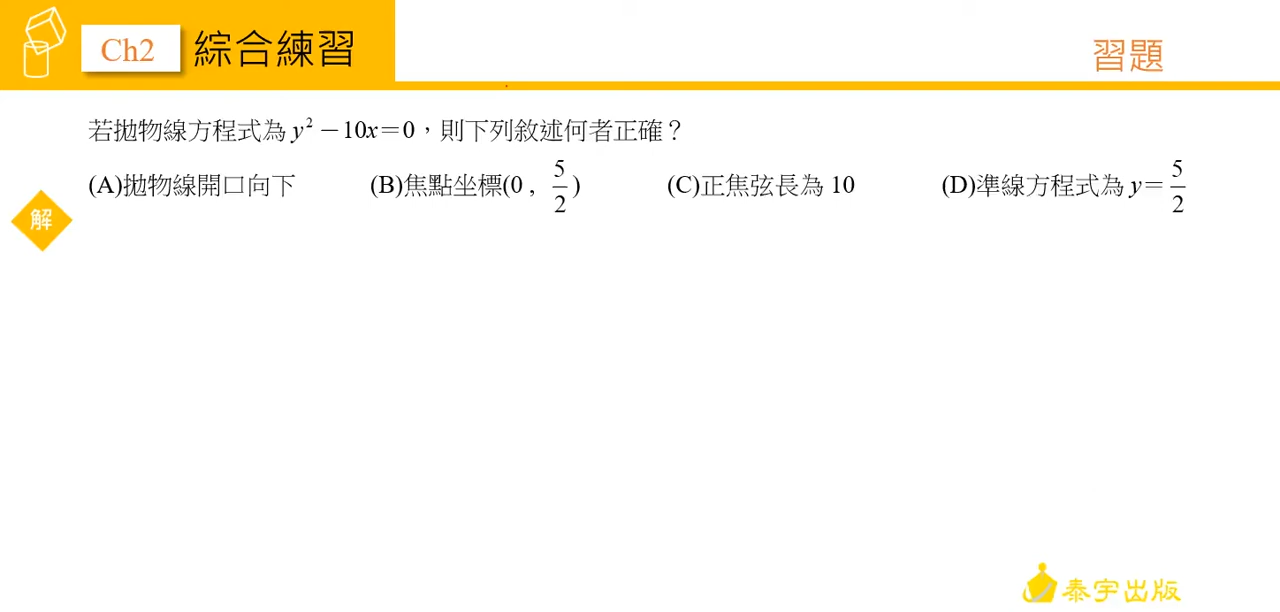 Ch2 綜合練習 習題
若拋物線方程式為 y² －10x＝0，則下列敘述何者正確？
(A)拋物線開口向下 (B)焦點坐標(0 , 5/2) (C)正焦弦長為 10 (D)準線方程式為 y＝5/2
解
泰宇出版